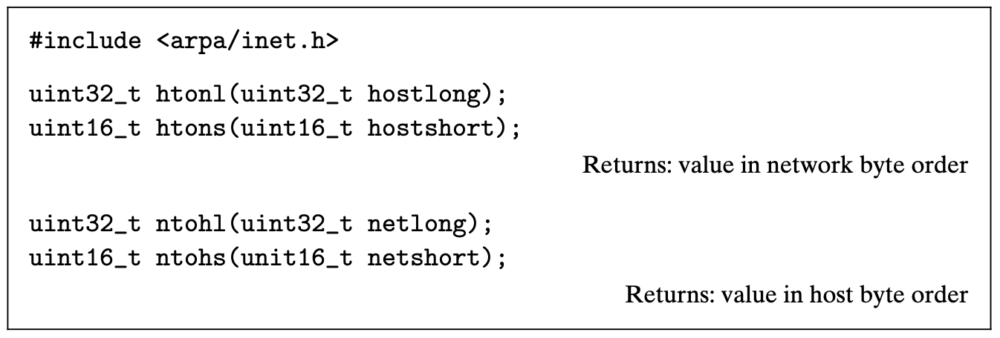 #include <arpa/inet.h>
uint32_t htonl(uint32_t hostlong);
uint16_t htons(uint16_t hostshort);
Returns: value in network byte order
uint32_t ntohl(uint32_t netlong);
uint16_t ntohs(unit16_t netshort);
Returns: value in host byte order